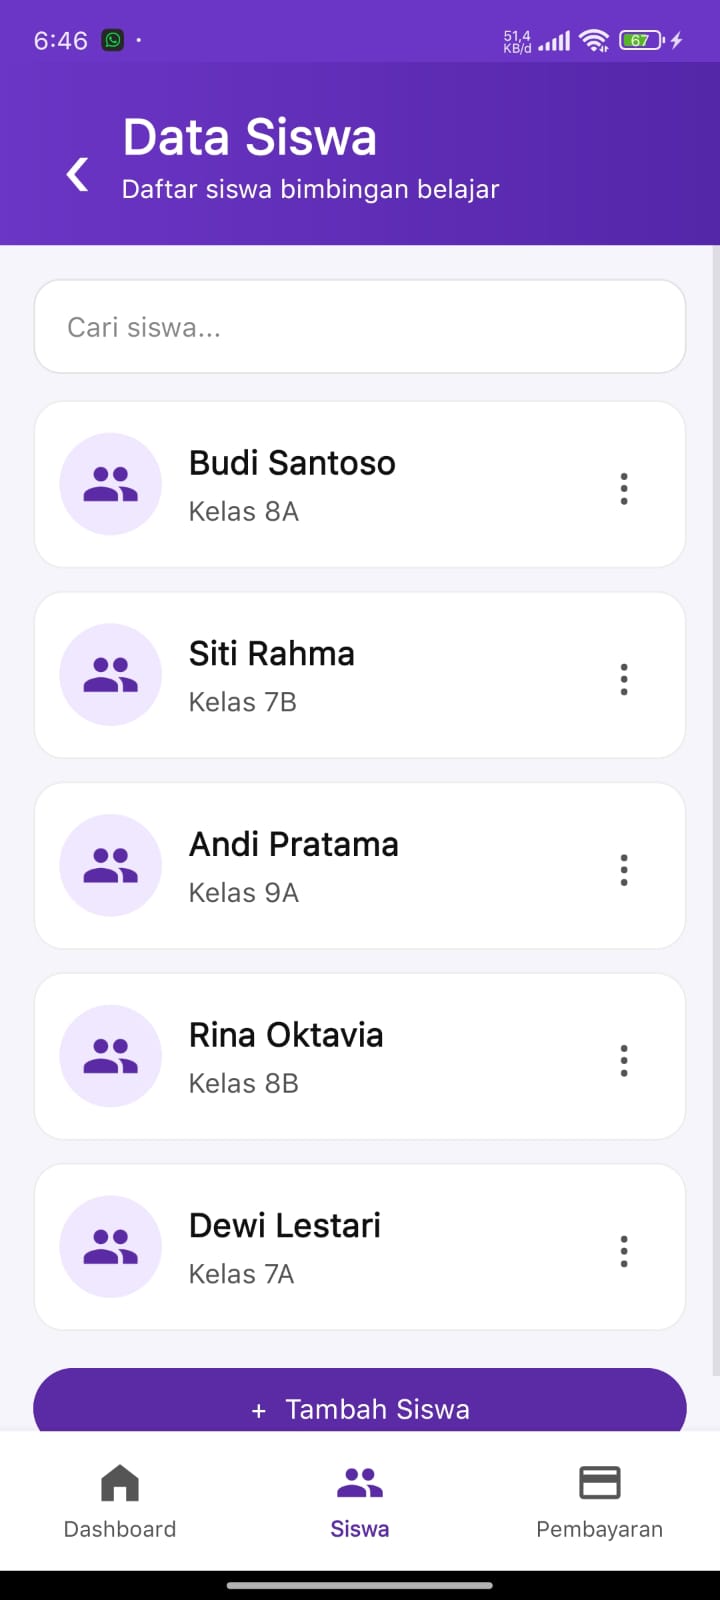 6:46
51,4
KB/d
67
Data Siswa
Daftar siswa bimbingan belajar
Cari siswa...
Budi Santoso
Kelas 8A
Siti Rahma
Kelas 7B
Andi Pratama
Kelas 9A
Rina Oktavia
Kelas 8B
Dewi Lestari
Kelas 7A
+ Tambah Siswa
Dashboard
Siswa
Pembayaran